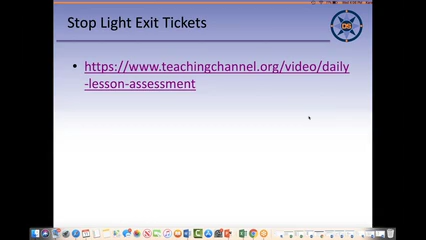 Stop Light Exit Tickets
• https://www.teachingchannel.org/video/daily
-lesson-assessment